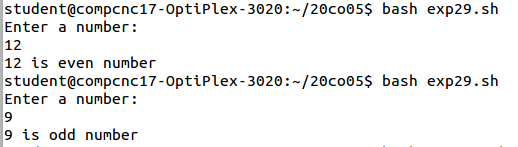 student@compcnc17-OptiPlex-3020:~/20co05$ bash exp29.sh
Enter a number:
12
12 is even number
student@compcnc17-OptiPlex-3020:~/20co05$ bash exp29.sh
Enter a number:
9
9 is odd number